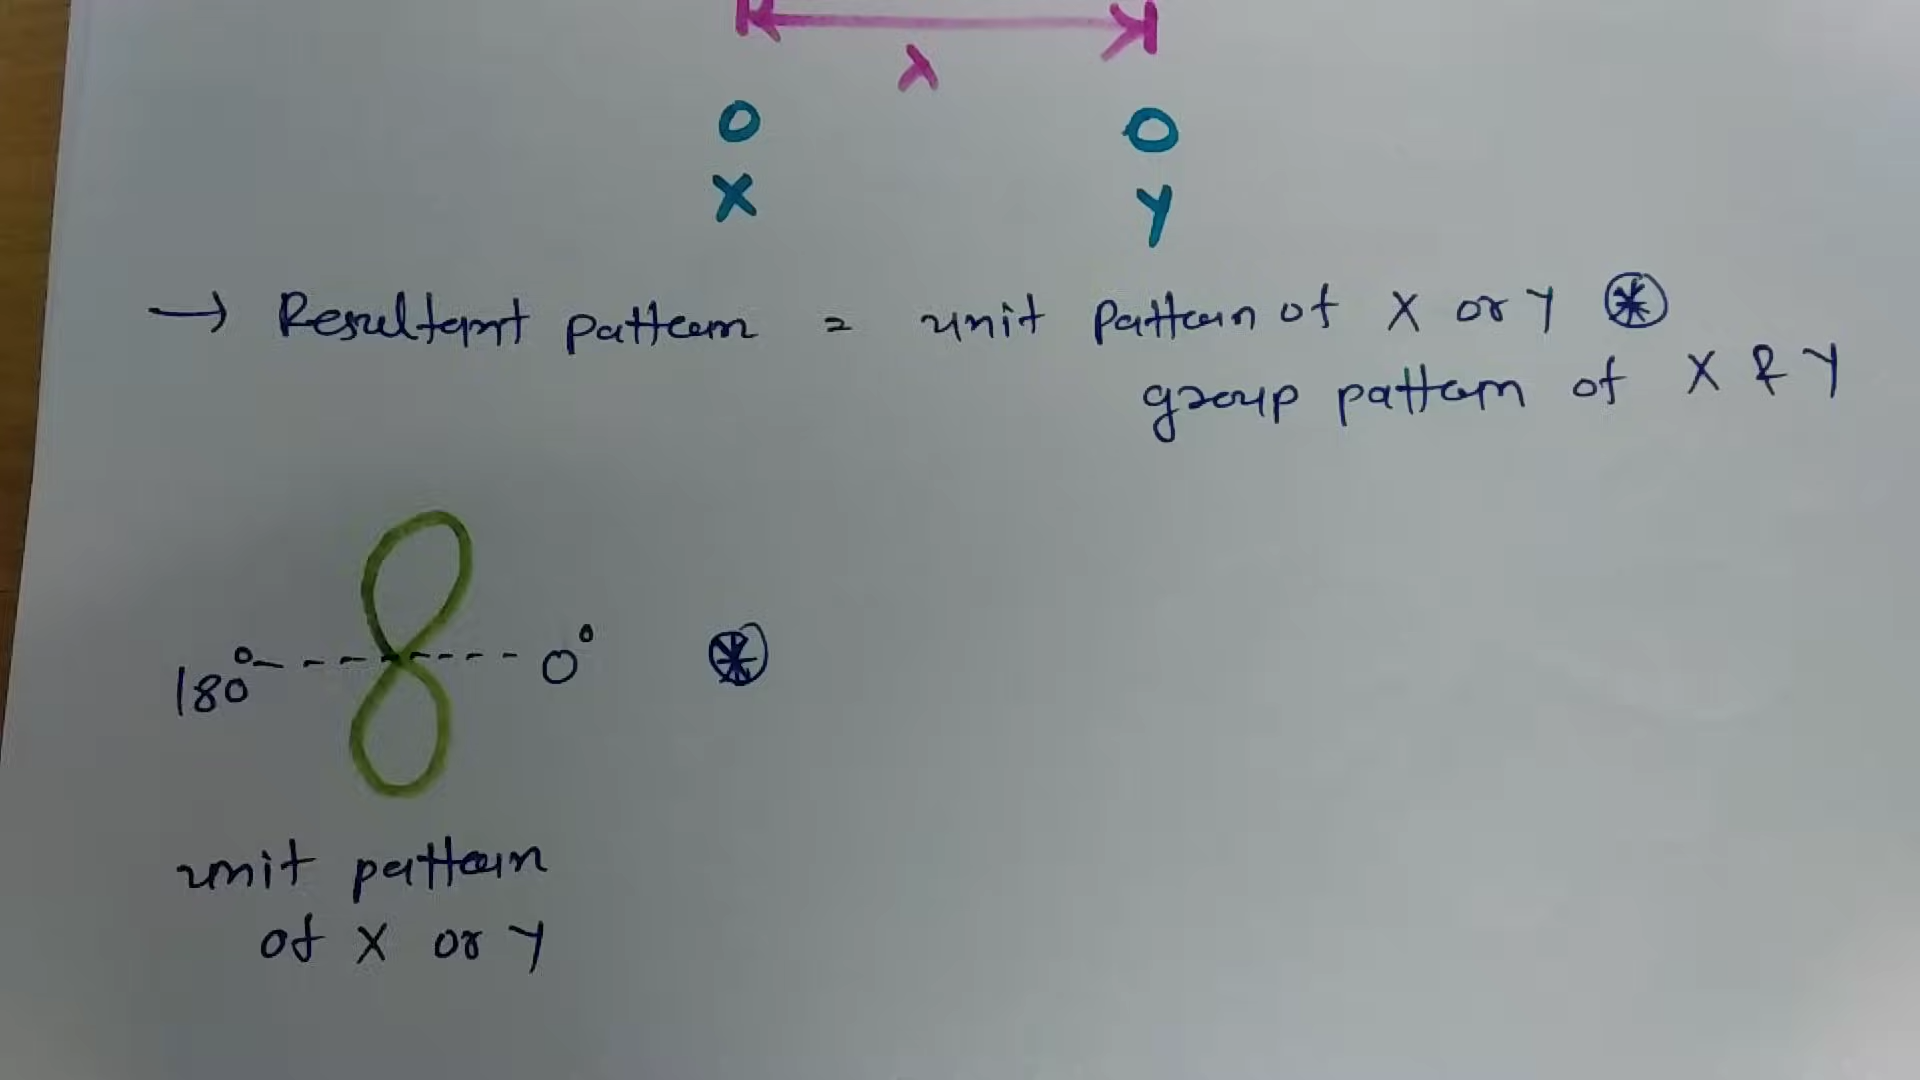 λ
O O
X Y
→ Resultant pattern = unit pattern of X or Y ⊛
group pattern of X & Y
180° 0° ⊛
unit pattern
of X or Y